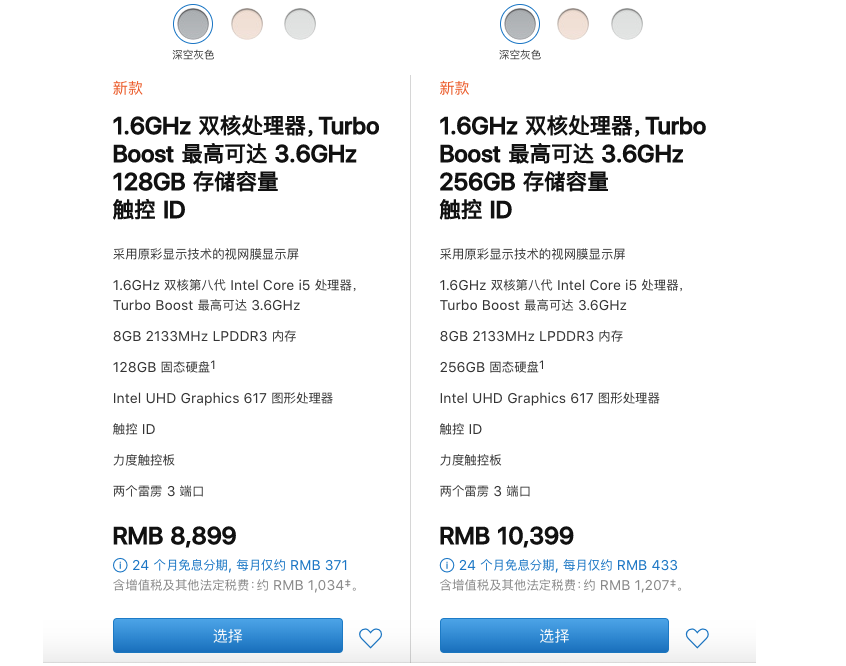 深空灰色
新款
1.6GHz 双核处理器，Turbo
Boost 最高可达 3.6GHz
128GB 存储容量
触控 ID
采用原彩显示技术的视网膜显示屏
1.6GHz 双核第八代 Intel Core i5 处理器，
Turbo Boost 最高可达 3.6GHz
8GB 2133MHz LPDDR3 内存
128GB 固态硬盘1
Intel UHD Graphics 617 图形处理器
触控 ID
力度触控板
两个雷雳 3 端口
RMB 8,899
24 个月免息分期，每月仅约 RMB 371
含增值税及其他法定税费：约 RMB 1,034‡。
选择
深空灰色
新款
1.6GHz 双核处理器，Turbo
Boost 最高可达 3.6GHz
256GB 存储容量
触控 ID
采用原彩显示技术的视网膜显示屏
1.6GHz 双核第八代 Intel Core i5 处理器，
Turbo Boost 最高可达 3.6GHz
8GB 2133MHz LPDDR3 内存
256GB 固态硬盘1
Intel UHD Graphics 617 图形处理器
触控 ID
力度触控板
两个雷雳 3 端口
RMB 10,399
24 个月免息分期，每月仅约 RMB 433
含增值税及其他法定税费：约 RMB 1,207‡。
选择